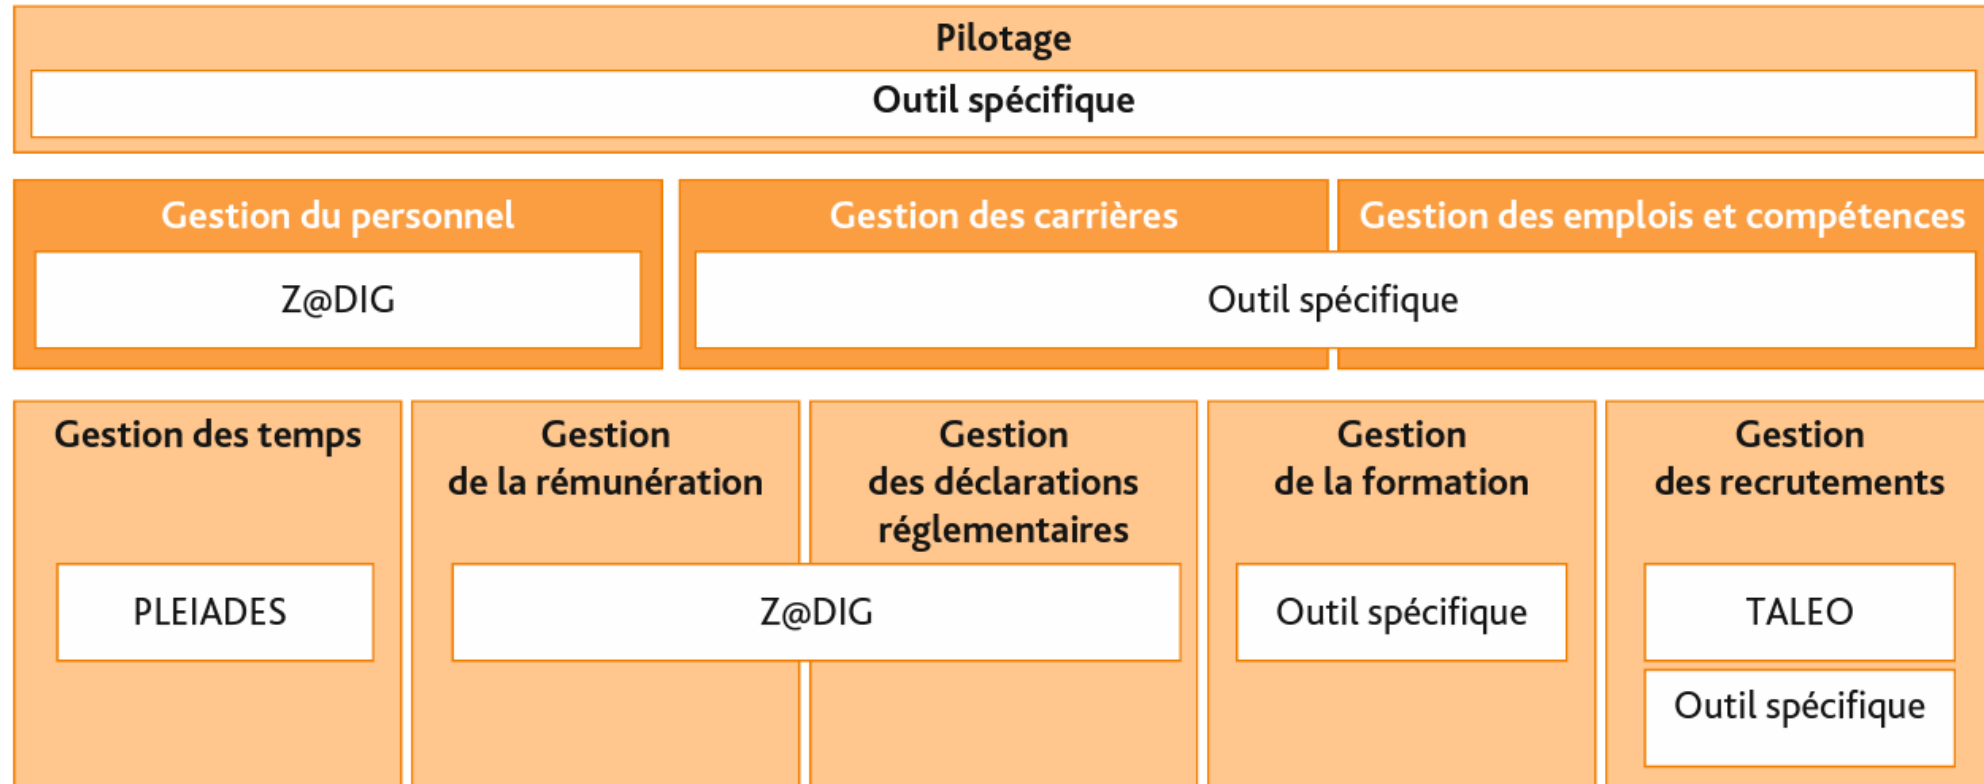 Pilotage
Outil spécifique
Gestion du personnel
Z@DIG
Gestion des carrières
Gestion des emplois et compétences
Outil spécifique
Gestion des temps
PLEIADES
Gestion
de la rémunération
Gestion
des déclarations
réglementaires
Z@DIG
Gestion
de la formation
Outil spécifique
Gestion
des recrutements
TALEO
Outil spécifique